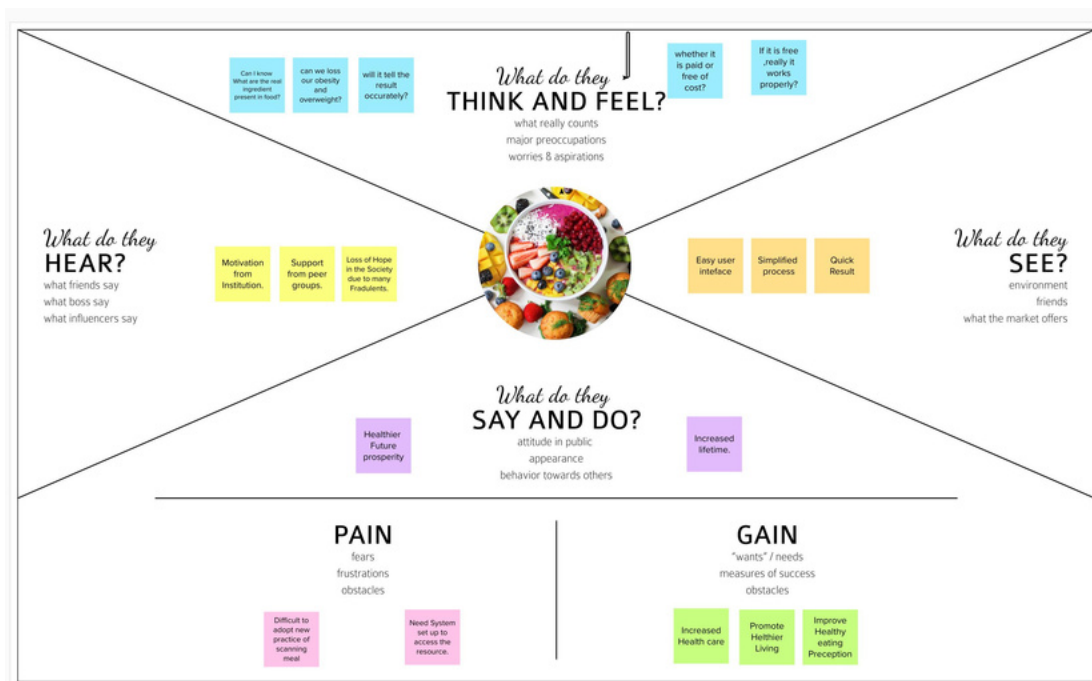 Can I know
What are the real
ingredient
present in food?
can we loss
our obesity
and
overweight?
will it tell the
result
occurately?
What do they
THINK AND FEEL?
what really counts
major preoccupations
worries & aspirations
whether it
is paid or
free of
cost?
If it is free
,really it
works
properly?
What do they
HEAR?
what friends say
what boss say
what influencers say
Motivation
from
Institution.
Support
from peer
groups.
Loss of Hope
in the Society
due to many
Fradulents.
Easy user
inteface
Simplified
process
Quick
Result
What do they
SEE?
environment
friends
what the market offers
What do they
SAY AND DO?
attitude in public
appearance
behavior towards others
Healthier
Future
prosperity
Increased
lifetime.
PAIN
fears
frustrations
obstacles
Difficult to
adopt new
practice of
scanning
meal
Need System
set up to
access the
resource.
GAIN
"wants" / needs
measures of success
obstacles
Increased
Health care
Promote
Helthier
Living
Improve
Healthy
eating
Preception